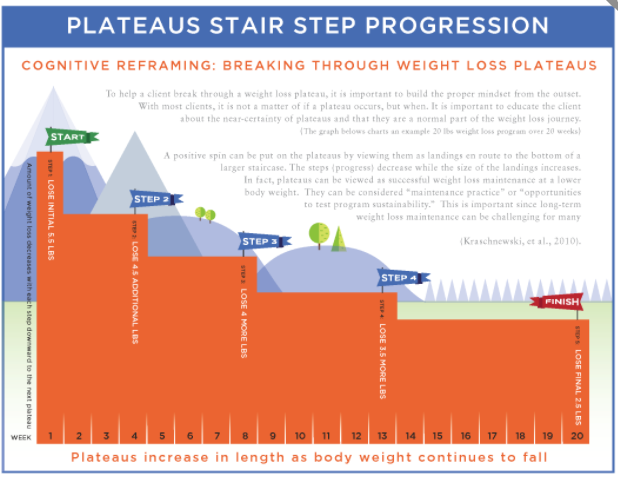 PLATEAUS STAIR STEP PROGRESSION
COGNITIVE REFRAMING: BREAKING THROUGH WEIGHT LOSS PLATEAUS
To help a client break through a weight loss plateau, it is important to build the proper mindset from the outset.
With most clients, it is not a matter of if a plateau occurs, but when. It is important to educate the client
about the near-certainty of plateaus and that they are a normal part of the weight loss journey.
(The graph belows charts an example 20 lbs weight loss program over 20 weeks)
A positive spin can be put on the plateaus by viewing them as landings en route to the bottom of a
larger staircase. The steps (progress) decrease while the size of the landings increases.
In fact, plateaus can be viewed as successful weight loss maintenance at a lower
body weight. They can be considered "maintenance practice" or "opportunities
to test program sustainability." This is important since long-term
weight loss maintenance can be challenging for many
(Kraschnewski, et al., 2010).
START
STEP 2
STEP 3
STEP 4
FINISH
Amount of weight loss decreases with each step downward to the next plateau
STEP 1 LOSE INITIAL 5.5 LBS
STEP 2 LOSE 4.5 ADDITIONAL LBS
STEP 3 LOSE 4 MORE LBS
STEP 4 LOSE 3.5 MORE LBS
STEP 5 LOSE FINAL 2.5 LBS
WEEK 1 2 3 4 5 6 7 8 9 10 11 12 13 14 15 16 17 18 19 20
Plateaus increase in length as body weight continues to fall